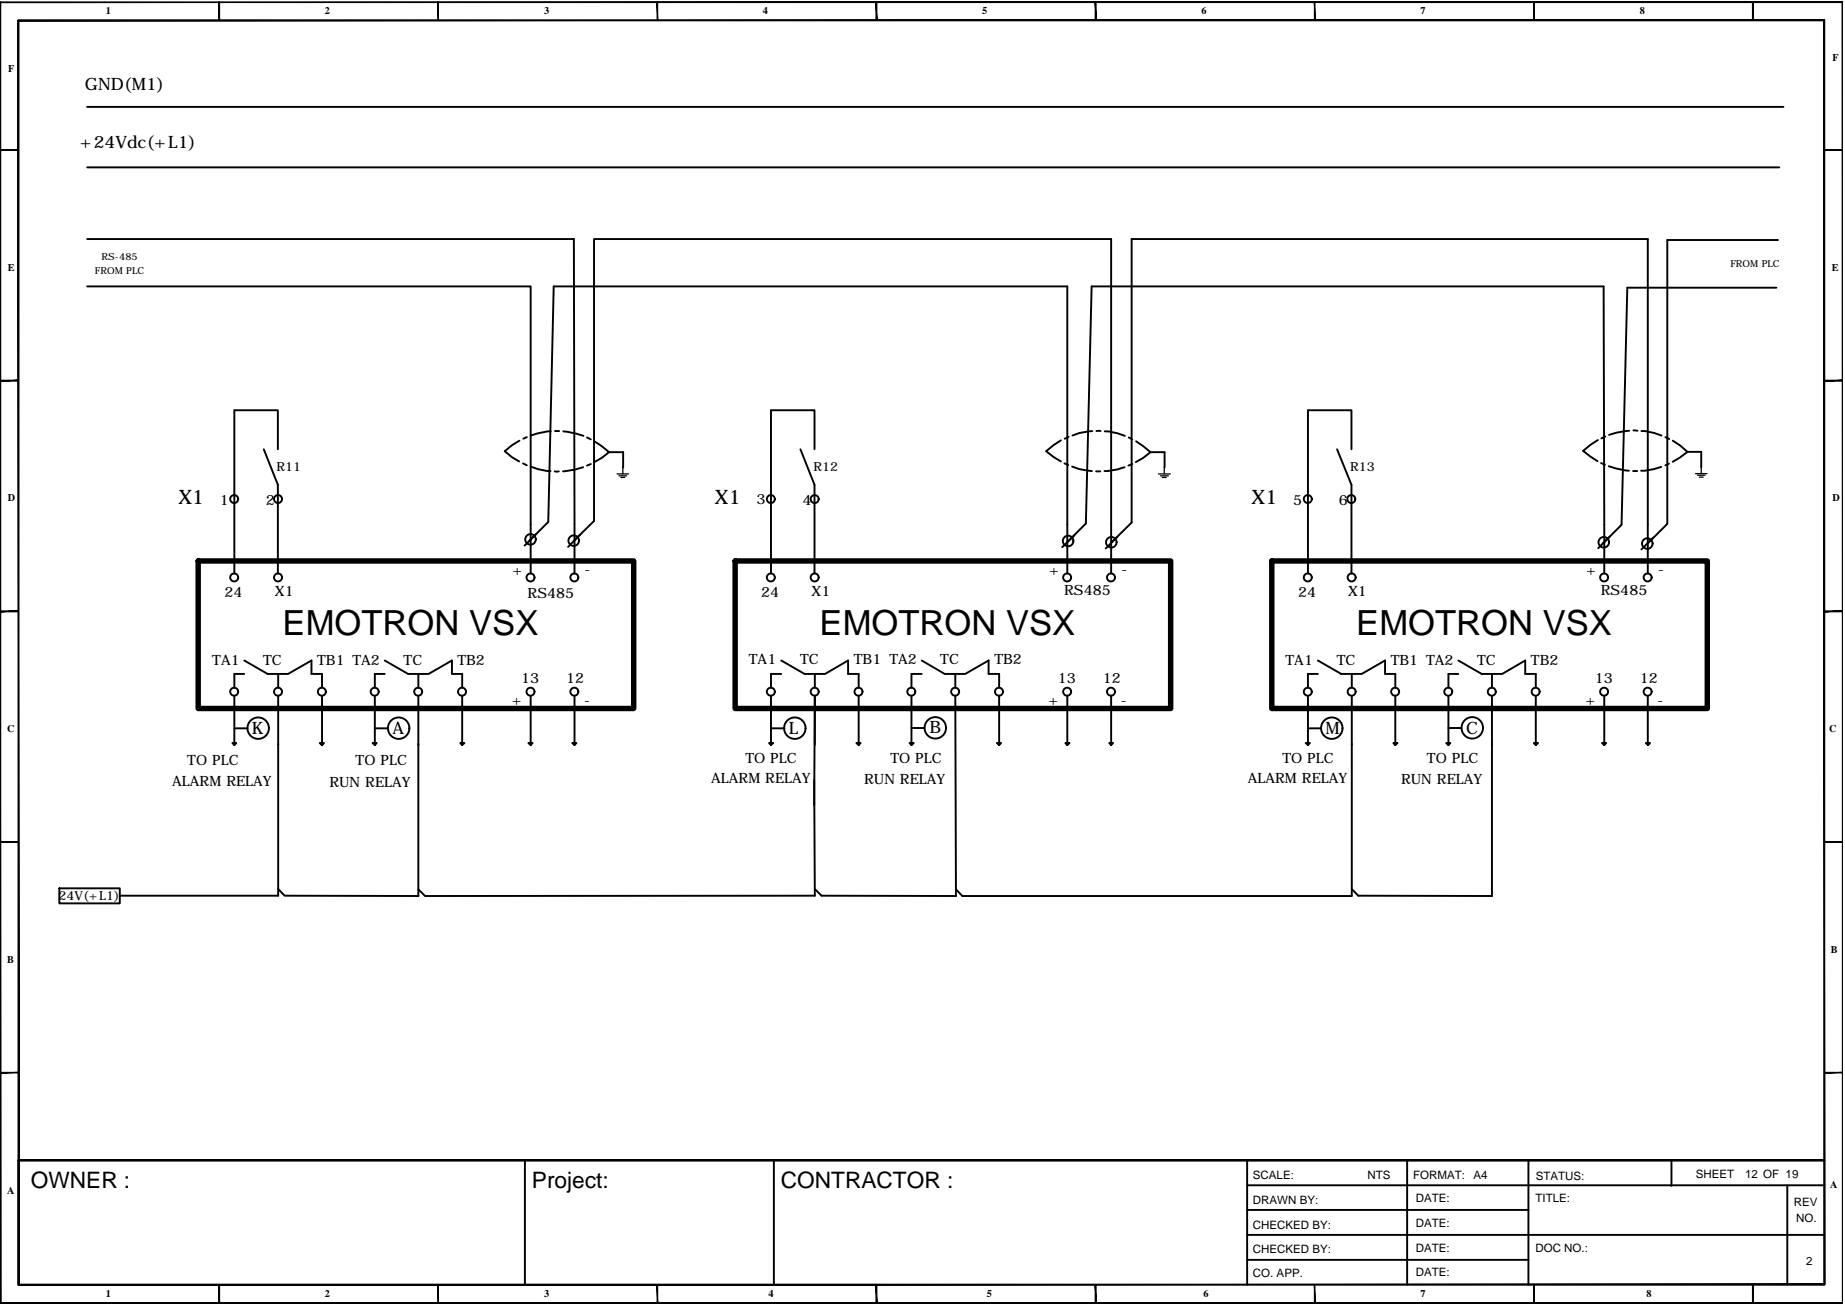 1 2 3 4 5 6 7 8
F F
GND(M1)
+24Vdc(+L1)
RS-485
FROM PLC
FROM PLC
E E
R11 R12 R13
D X1 1 2 X1 3 4 X1 5 6 D
+ - + - + -
24 X1 RS485 24 X1 RS485 24 X1 RS485
EMOTRON VSX EMOTRON VSX EMOTRON VSX
TA1 TC TB1 TA2 TC TB2 TA1 TC TB1 TA2 TC TB2 TA1 TC TB1 TA2 TC TB2
13 12 13 12 13 12
+ - + - + -
C K A L B M C C
TO PLC TO PLC TO PLC TO PLC TO PLC TO PLC
ALARM RELAY RUN RELAY ALARM RELAY RUN RELAY ALARM RELAY RUN RELAY
24V(+L1)
B B
OWNER : Project: CONTRACTOR :
SCALE: NTS FORMAT: A4 STATUS: SHEET 12 OF 19
A A
DRAWN BY: DATE: TITLE: REV
NO.
CHECKED BY: DATE:
CHECKED BY: DATE: DOC NO.:
2
CO. APP. DATE:
1 2 3 4 5 6 7 8